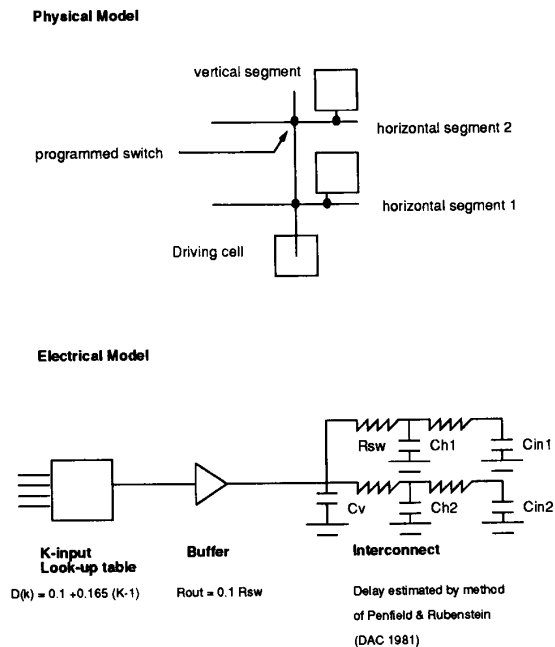 Physical Model
vertical segment
horizontal segment 2
programmed switch
horizontal segment 1
Driving cell
Electrical Model
Rsw
Ch1
Cin1
Cv
Ch2
Cin2
K-input
Look-up table
Buffer
Interconnect
D(k) = 0.1 +0.165 (K-1)
Rout = 0.1 Rsw
Delay estimated by method
of Penfield & Rubenstein
(DAC 1981)